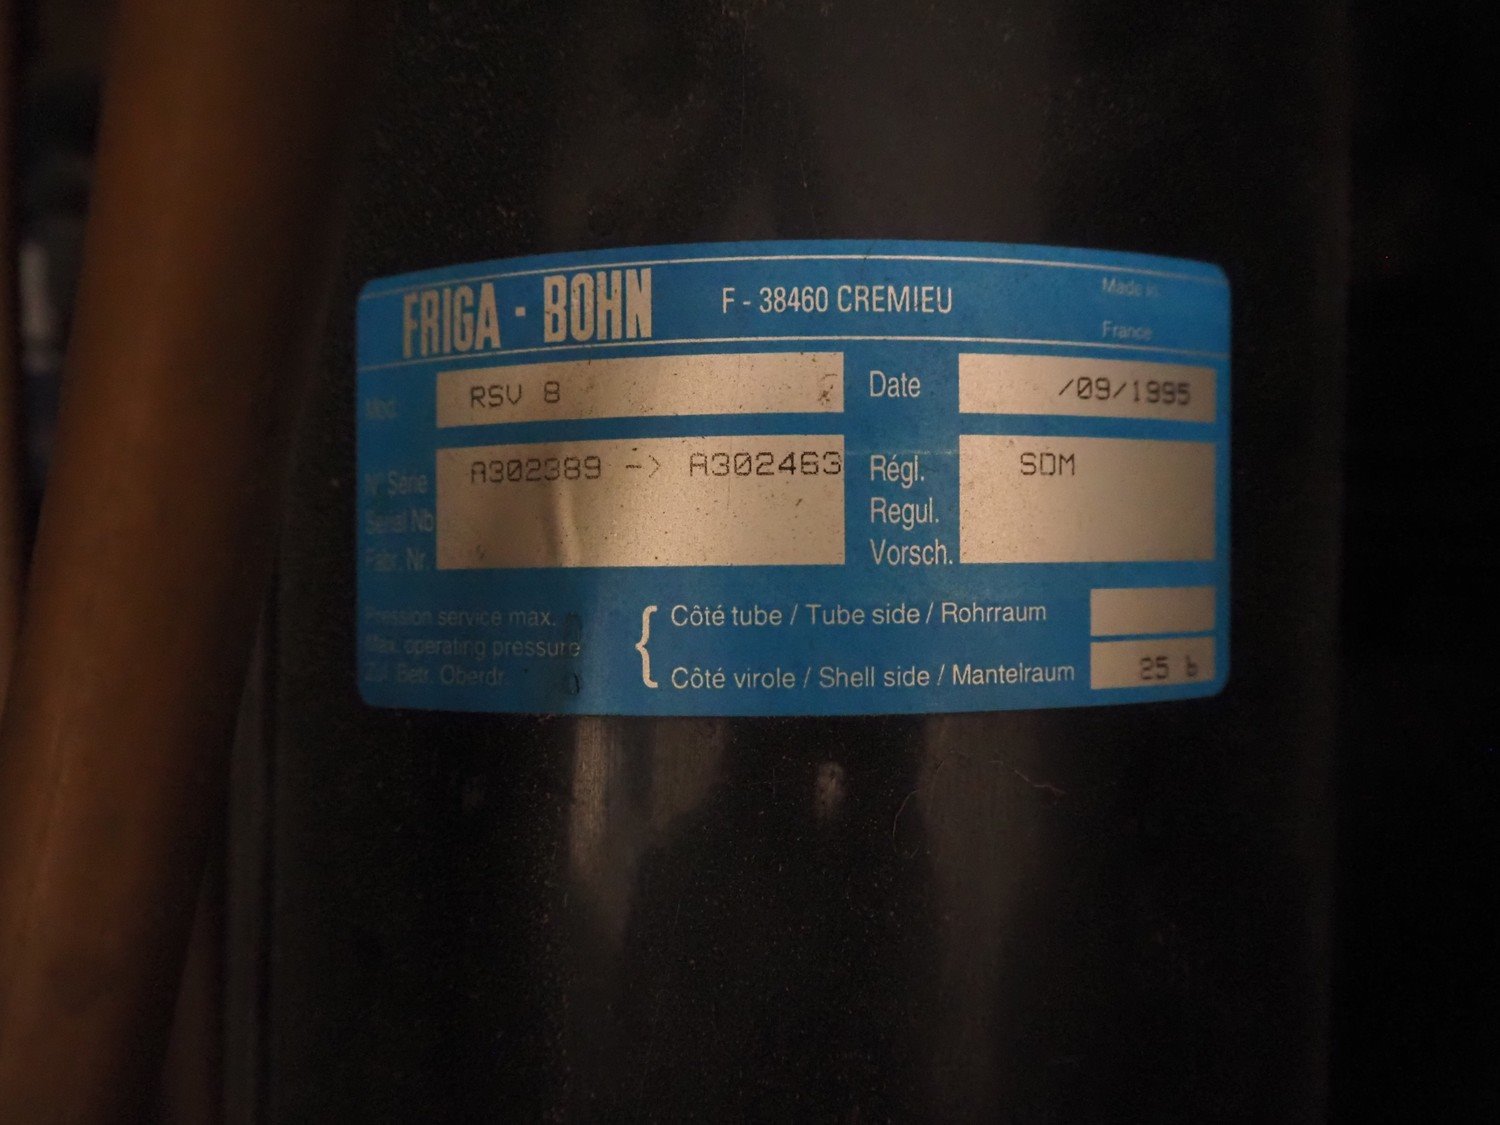 FRIGA - BOHN F - 38460 CREMIEU Made in
France
Mod. RSV 8 Date /09/1995
N° Série A302389 -> A302463 Régl. SDM
Serial Nb Regul.
Fabr. Nr. Vorsch.
Pression service max. { Côté tube / Tube side / Rohrraum
Max. operating pressure
Zul. Betr. Oberdr. Côté virole / Shell side / Mantelraum 25 b